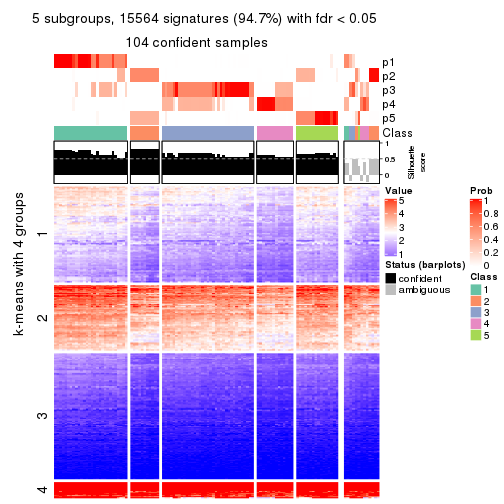 5 subgroups, 15564 signatures (94.7%) with fdr < 0.05
104 confident samples
p1
p2
p3
p4
p5
Class
1
0.5
0
Silhouette
score
k-means with 4 groups
1
2
3
4
Value
5
4
3
2
1
Status (barplots)
confident
ambiguous
Prob
1
0.8
0.6
0.4
0.2
0
Class
1
2
3
4
5